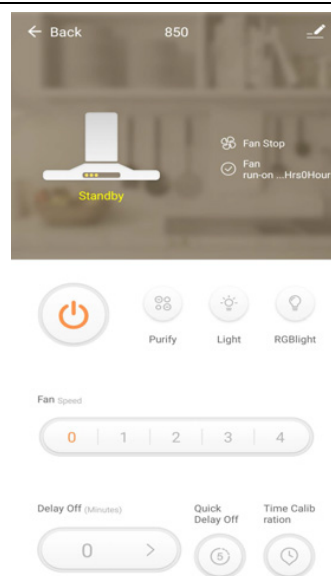 ← Back 850
Fan Stop
Fan
run-on ...Hrs0Hour
Standby
Purify Light RGBlight
Fan Speed
0 1 2 3 4
Delay Off (Minutes) Quick Time Calib
Delay Off ration
0 > 5